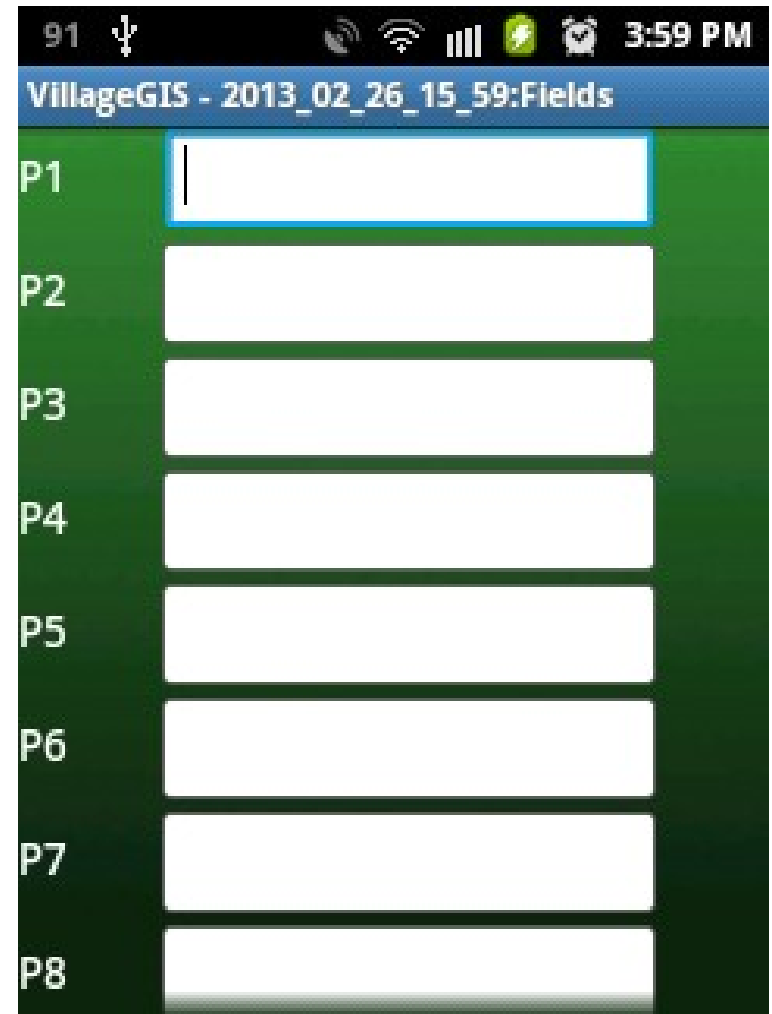 91 3:59 PM
VillageGIS - 2013_02_26_15_59:Fields
P1
P2
P3
P4
P5
P6
P7
P8